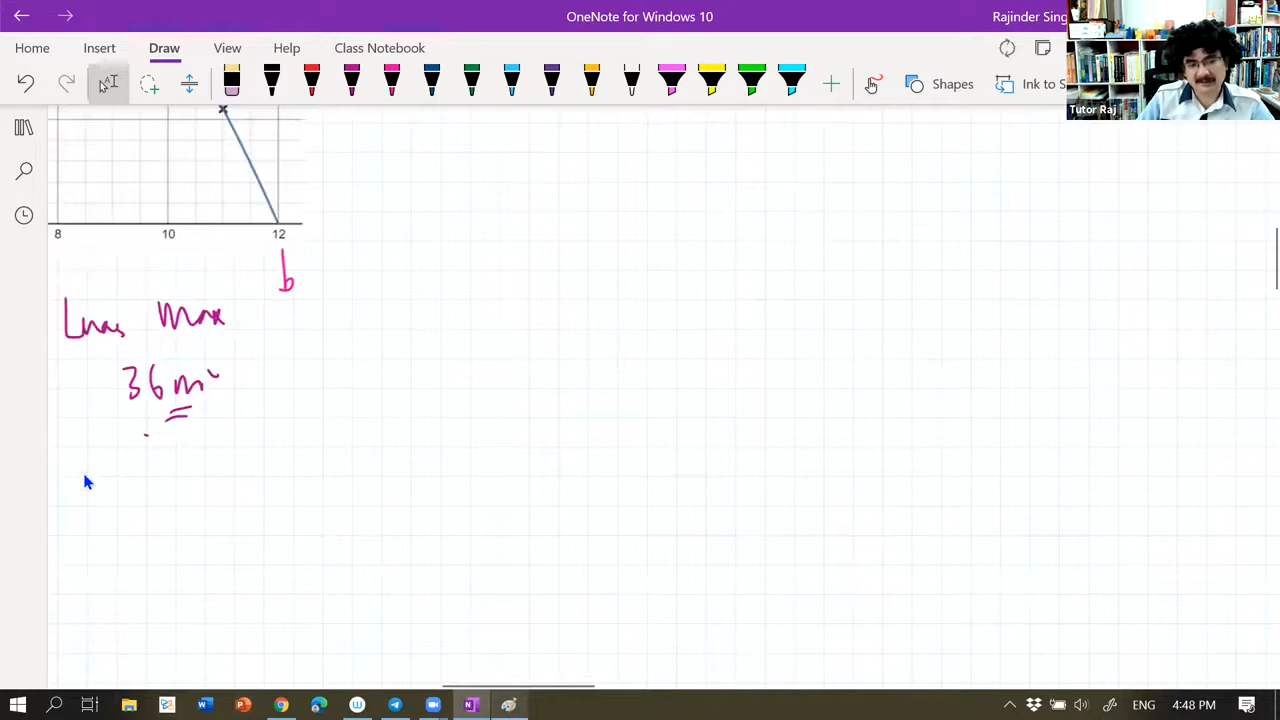 OneNote for Windows 10
Rajinder Sing
Home Insert Draw View Help Class Notebook
Shapes
Ink to S
Tutor Raj
8 10 12
b
Luas Max
36m²
ENG 4:48 PM